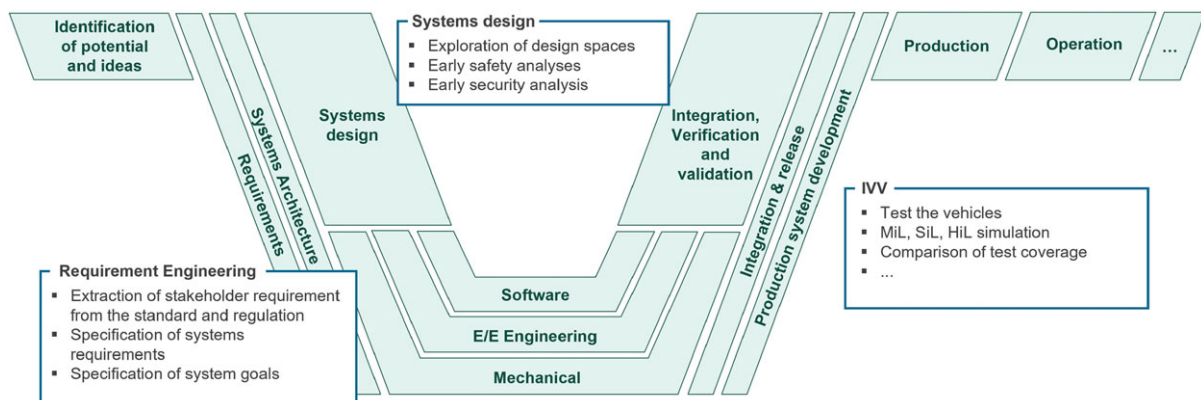 Identification
of potential
and ideas
Requirements
Systems Architecture
Systems
design
Systems design
▪ Exploration of design spaces
▪ Early safety analyses
▪ Early security analysis
Integration,
Verification
and
validation
Integration & release
Production system development
Production
Operation
...
Requirement Engineering
▪ Extraction of stakeholder requirement
from the standard and regulation
▪ Specification of systems
requirements
▪ Specification of system goals
Software
E/E Engineering
Mechanical
IVV
▪ Test the vehicles
▪ MiL, SiL, HiL simulation
▪ Comparison of test coverage
▪ ...